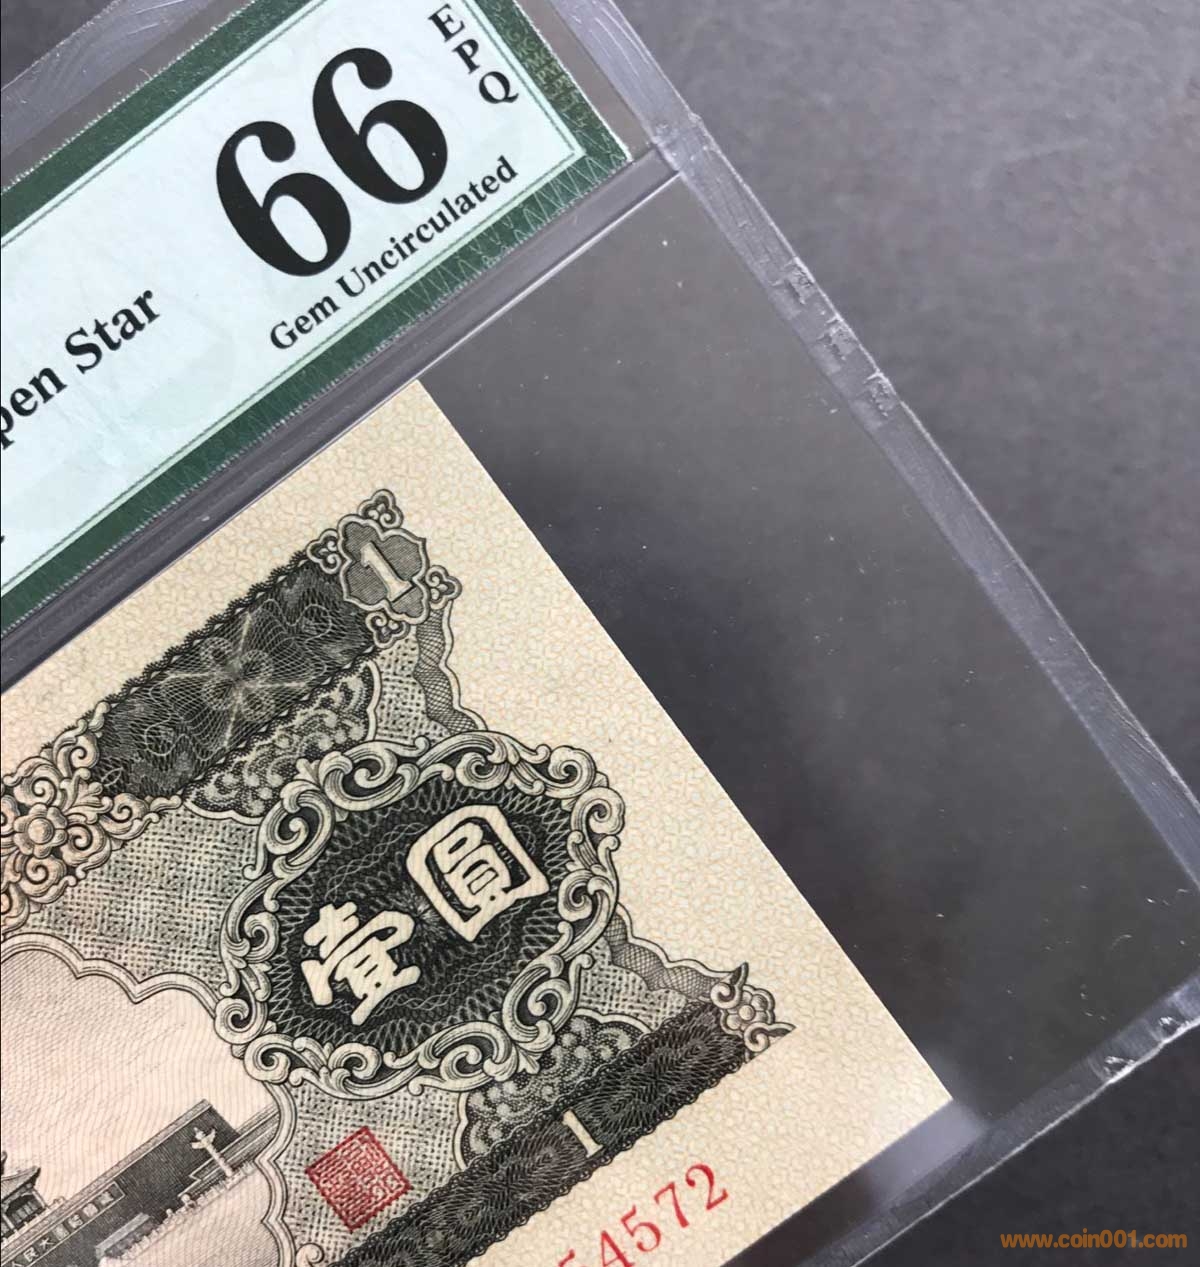 66
EPQ
Gem Uncirculated
pen Star
1
壹圓
1
54572
www.coin001.com